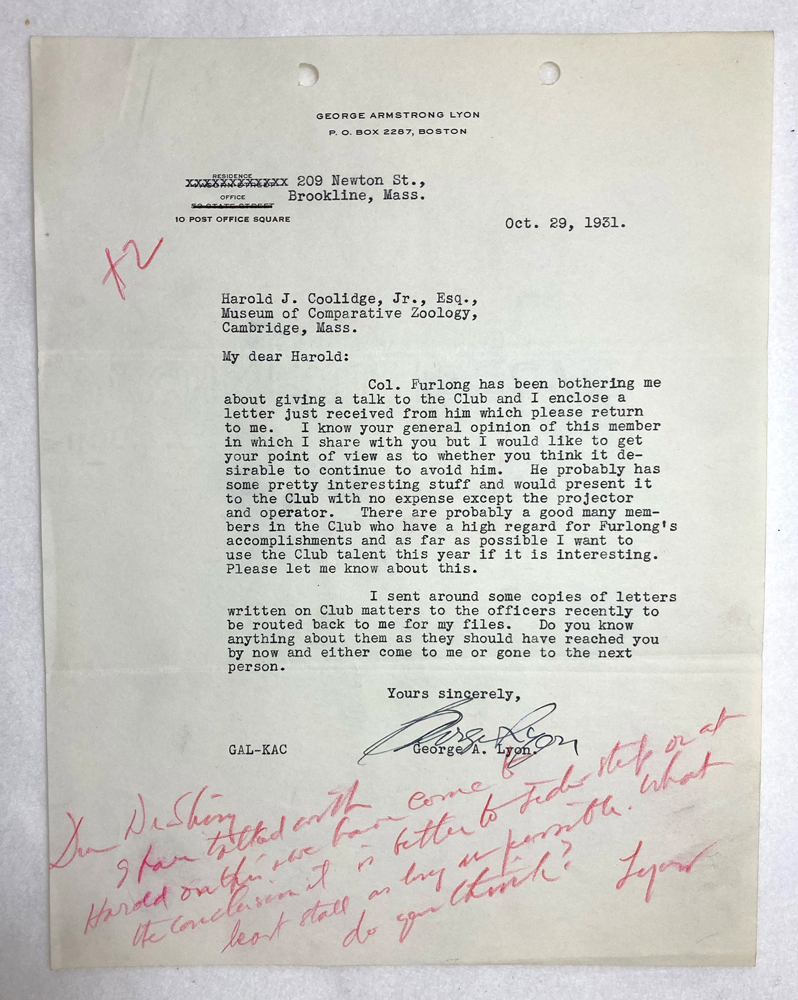 GEORGE ARMSTRONG LYON
P. O. BOX 2287, BOSTON
RESIDENCE
XXXXXXXXXXXX 209 Newton St.,
OFFICE Brookline, Mass.
50 STATE STREET
10 POST OFFICE SQUARE
Oct. 29, 1931.
X2
Harold J. Coolidge, Jr., Esq.,
Museum of Comparative Zoology,
Cambridge, Mass.
My dear Harold:
Col. Furlong has been bothering me
about giving a talk to the Club and I enclose a
letter just received from him which please return
to me. I know your general opinion of this member
in which I share with you but I would like to get
your point of view as to whether you think it de-
sirable to continue to avoid him. He probably has
some pretty interesting stuff and would present it
to the Club with no expense except the projector
and operator. There are probably a good many mem-
bers in the Club who have a high regard for Furlong's
accomplishments and as far as possible I want to
use the Club talent this year if it is interesting.
Please let me know about this.
I sent around some copies of letters
written on Club matters to the officers recently to
be routed back to me for my files. Do you know
anything about them as they should have reached you
by now and either come to me or gone to the next
person.
Yours sincerely,
George Lyon
GAL-KAC George A. Lyon.
Dear
I have talked with
Harold on this & we have come to
the conclusion it is better to side-step or at
least stall as long as possible. What
do you think? Lyon